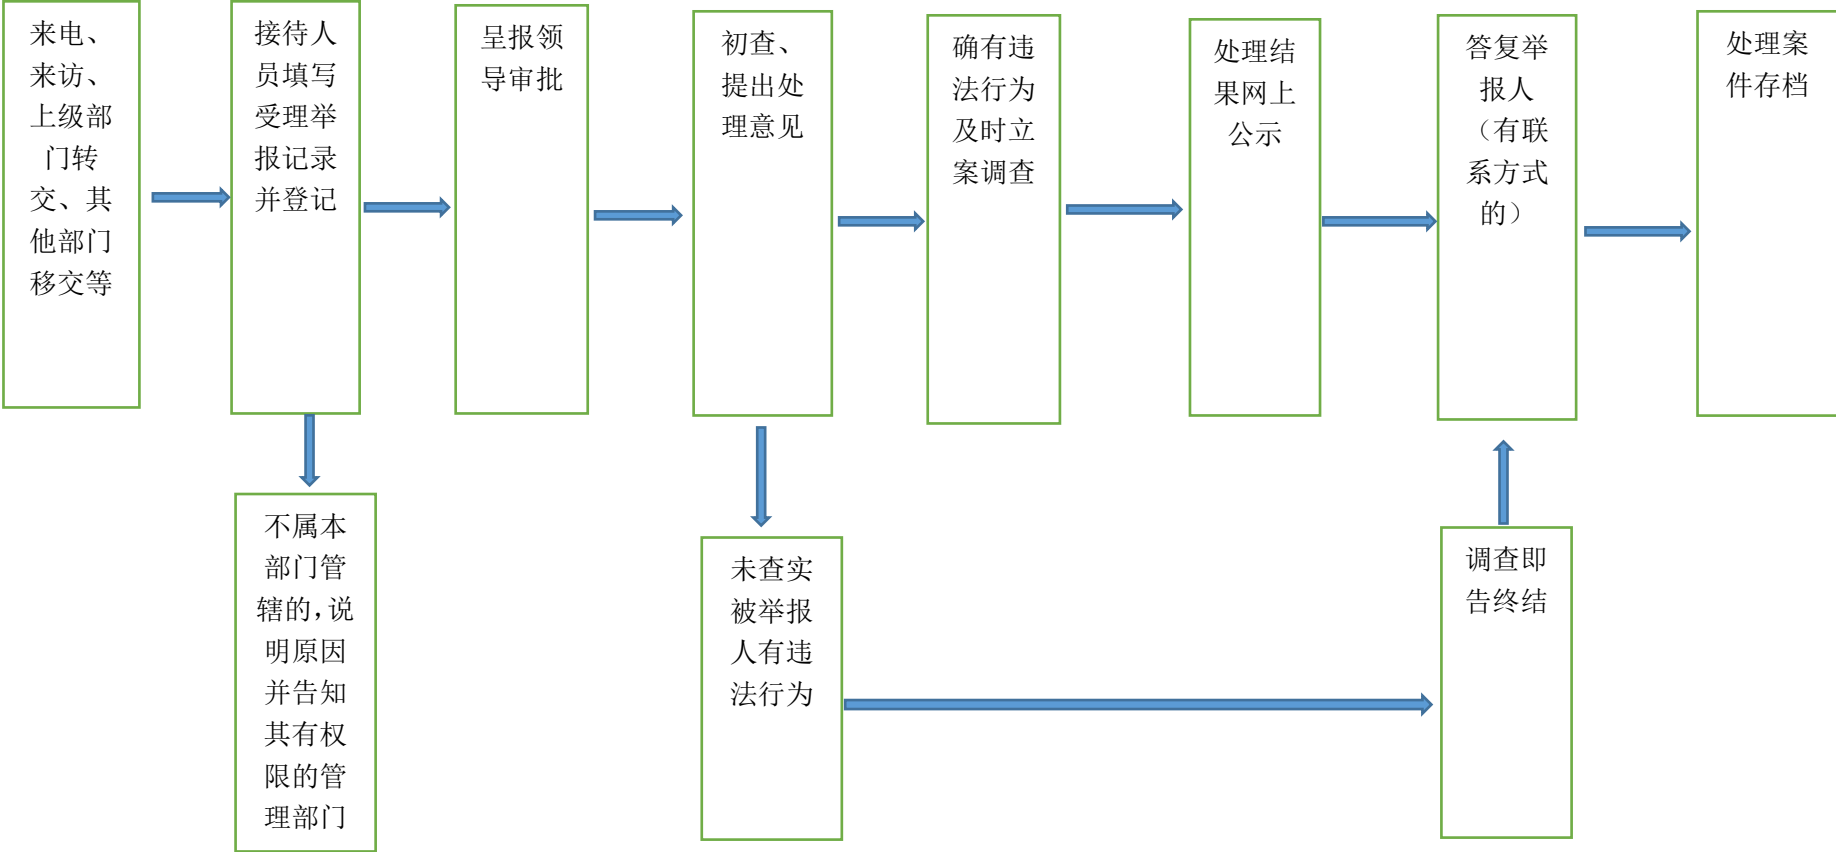 来电、
来访、
上级部
门转
交、其
他部门
移交等
接待人
员填写
受理举
报记录
并登记
呈报领
导审批
初查、
提出处
理意见
确有违
法行为
及时立
案调查
处理结
果网上
公示
答复举
报人
（有联
系方式
的）
处理案
件存档
不属本
部门管
辖的，说
明原因
并告知
其有权
限的管
理部门
未查实
被举报
人有违
法行为
调查即
告终结